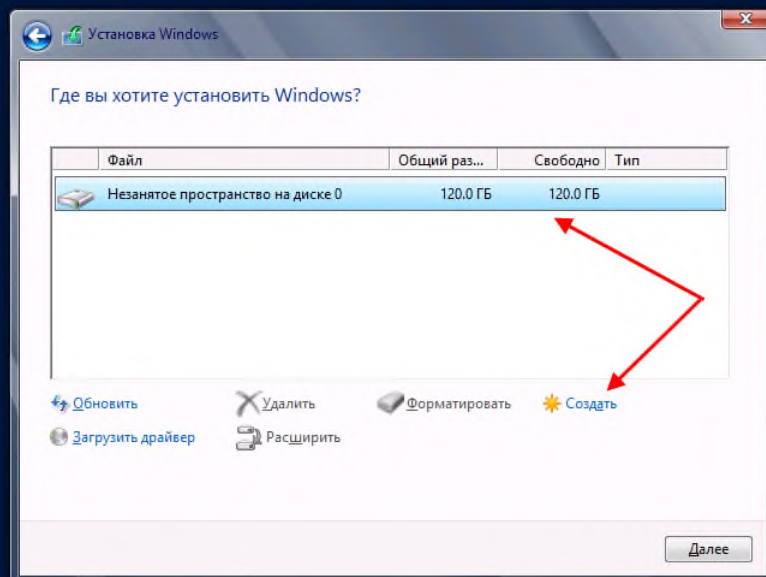 Установка Windows
Где вы хотите установить Windows?
Файл Общий раз... Свободно Тип
Незанятое пространство на диске 0 120.0 ГБ 120.0 ГБ
Обновить Удалить Форматировать Создать
Загрузить драйвер Расширить
Далее